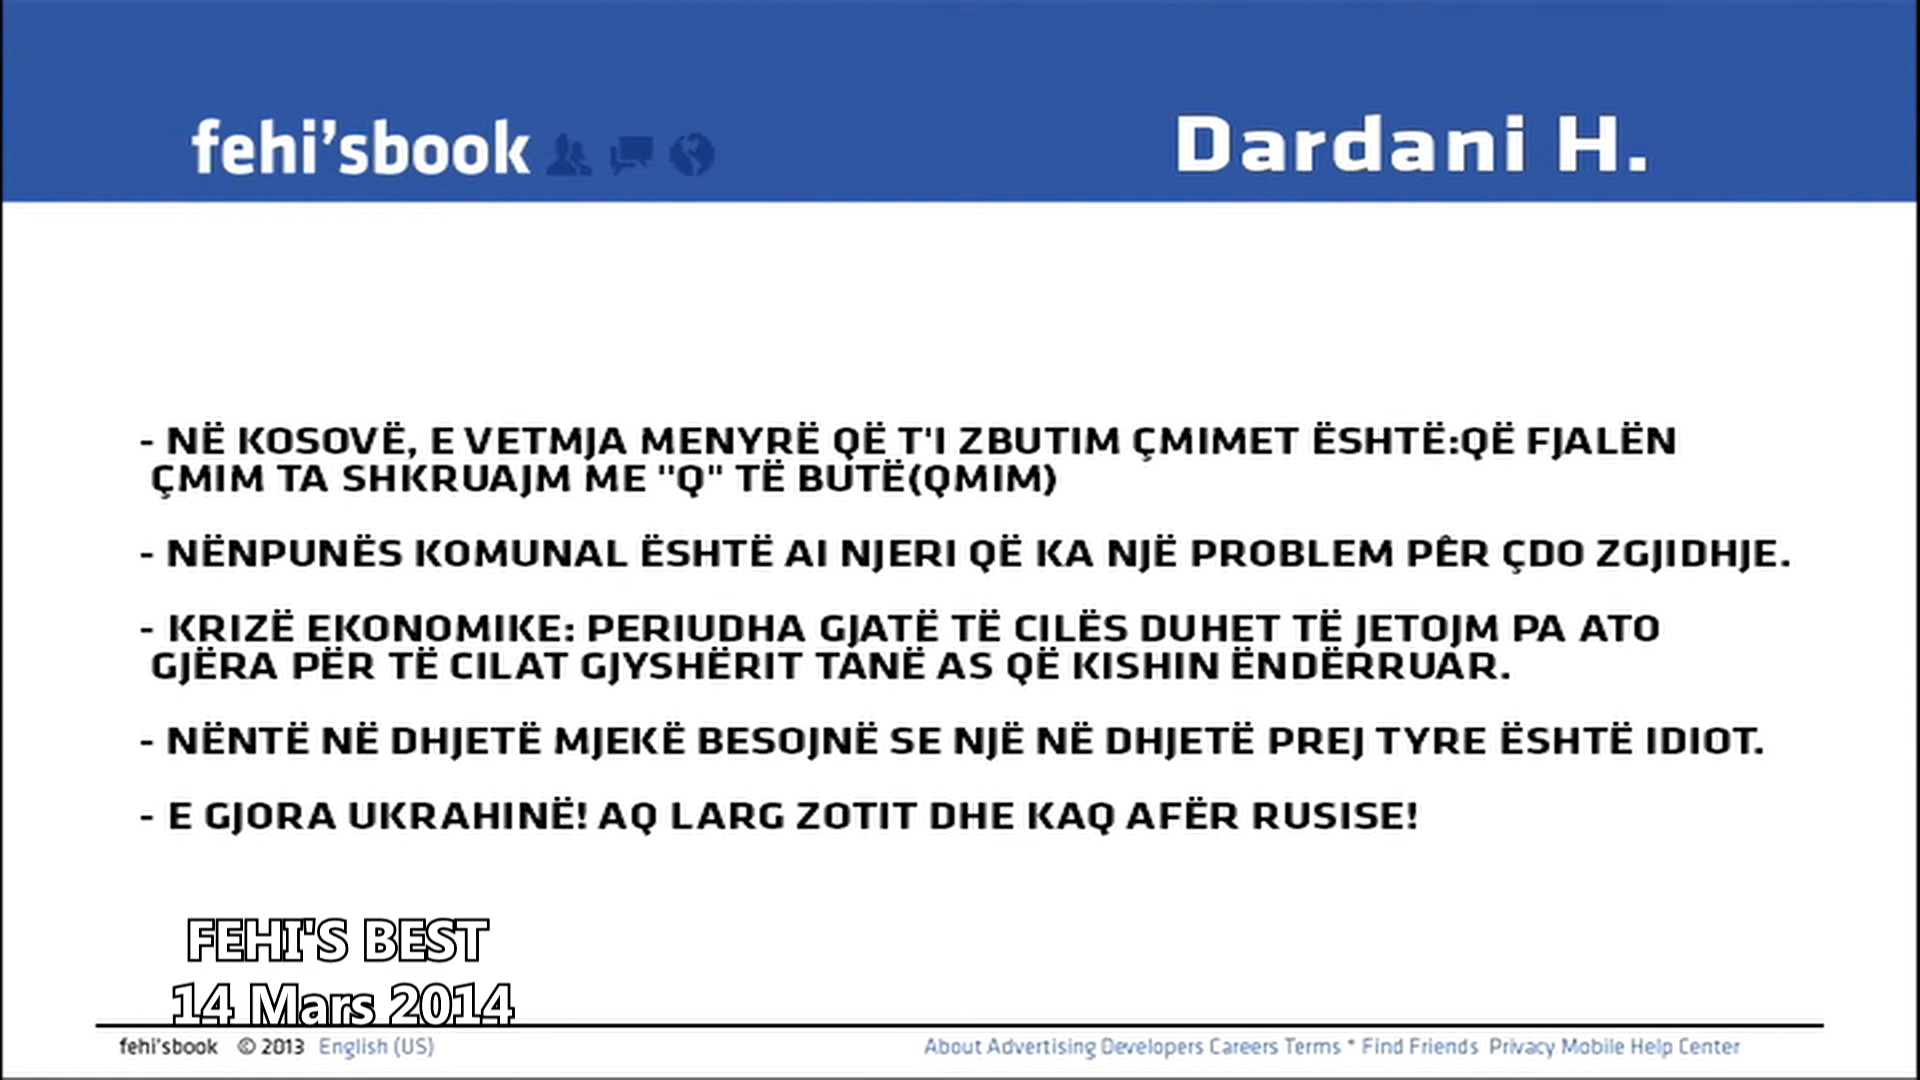 fehi'sbook
Dardani H.
- NË KOSOVË, E VETMJA MENYRË QË T'I ZBUTIM ÇMIMET ËSHTË:QË FJALËN
ÇMIM TA SHKRUAJM ME "Q" TË BUTË(QMIM)
- NËNPUNËS KOMUNAL ËSHTË AI NJERI QË KA NJË PROBLEM PÊR ÇDO ZGJIDHJE.
- KRIZË EKONOMIKE: PERIUDHA GJATË TË CILËS DUHET TË JETOJM PA ATO
GJËRA PËR TË CILAT GJYSHËRIT TANË AS QË KISHIN ËNDËRRUAR.
- NËNTË NË DHJETË MJEKË BESOJNË SE NJË NË DHJETË PREJ TYRE ËSHTË IDIOT.
- E GJORA UKRAHINË! AQ LARG ZOTIT DHE KAQ AFËR RUSISE!
FEHI'S BEST
14 Mars 2014
fehi'sbook © 2013 English (US)
About Advertising Developers Careers Terms * Find Friends Privacy Mobile Help Center